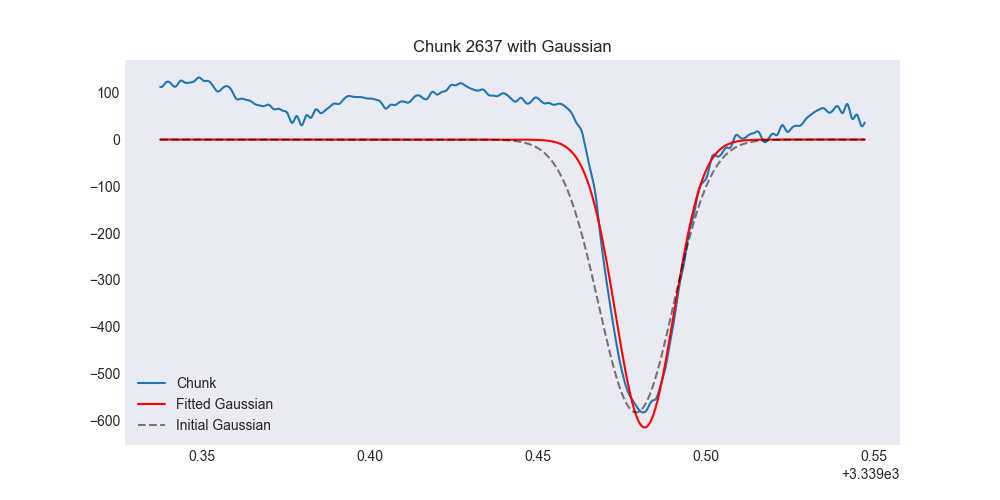 Chunk 2637 with Gaussian
100
0
−100
−200
−300
−400
−500
−600
Chunk
Fitted Gaussian
Initial Gaussian
0.35 0.40 0.45 0.50 0.55
+3.339e3